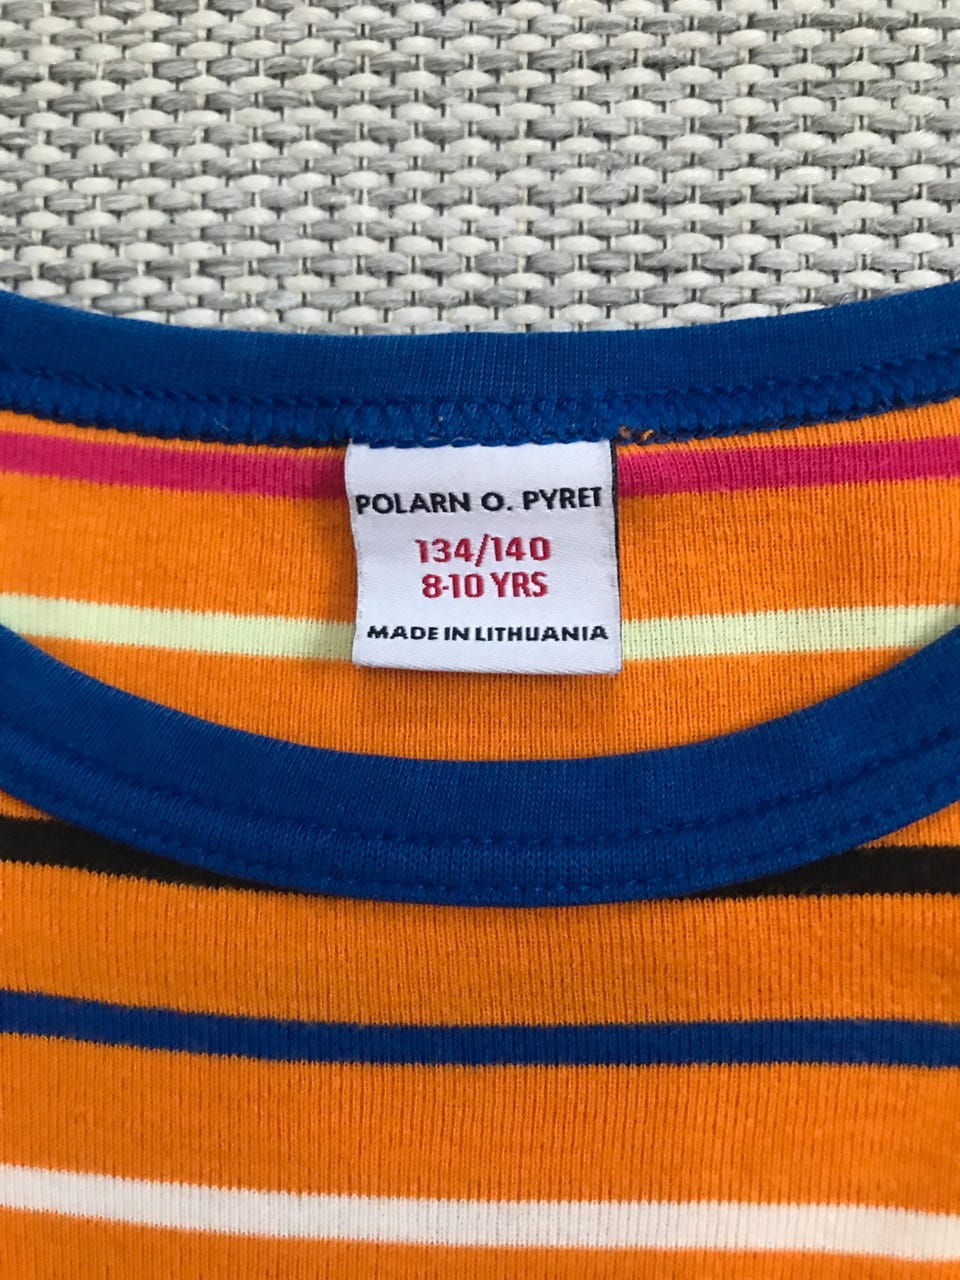 POLARN O. PYRET
134/140
8-10 YRS
MADE IN LITHUANIA